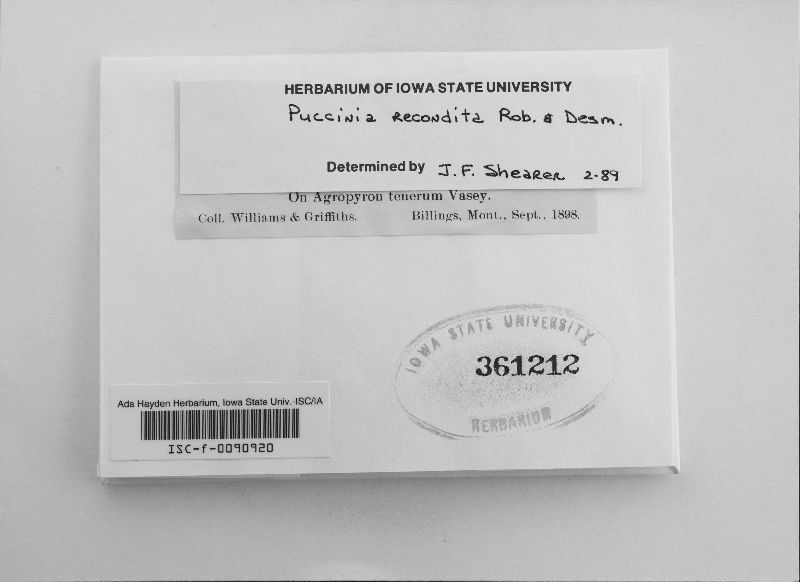 HERBARIUM OF IOWA STATE UNIVERSITY
Puccinia recondita Rob. & Desm.
Determined by J.F. Shearer 2-89
On Agropyron tenerum Vasey.
Coll. Williams & Griffiths. Billings, Mont., Sept., 1898.
IOWA STATE UNIVERSITY
361212
HERBARIUM
Ada Hayden Herbarium, Iowa State Univ.-ISC/IA
ISC-f-0090920